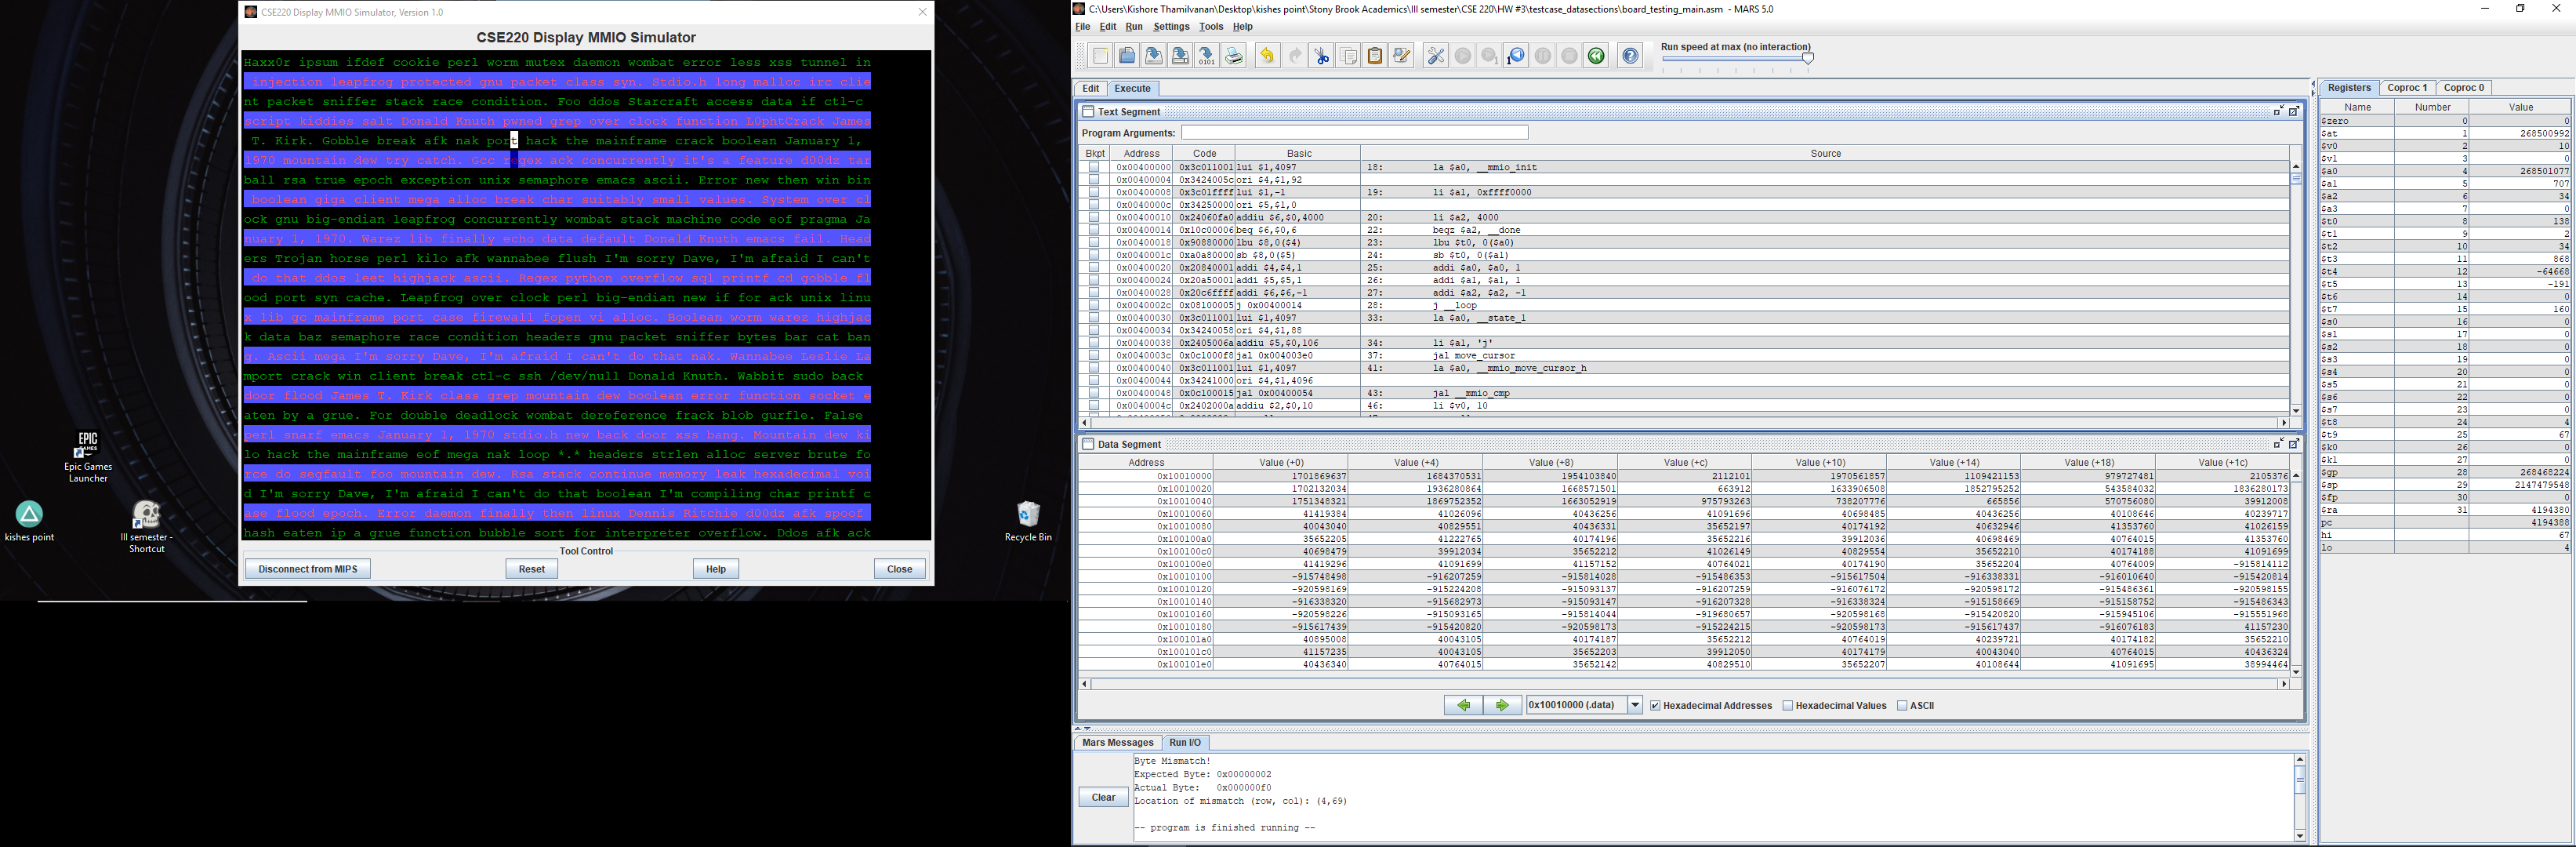 CSE220 Display MMIO Simulator, Version 1.0
CSE220 Display MMIO Simulator
Haxx0r ipsum ifdef cookie perl worm mutex daemon wombat error less xss tunnel in
injection leapfrog protected gnu packet class syn. Stdio.h long malloc irc clie
nt packet sniffer stack race condition. Foo ddos Starcraft access data if ctl-c
script kiddies salt Donald Knuth pwned grep over clock function L0phtCrack James
T. Kirk. Gobble break afk nak port hack the mainframe crack boolean January 1,
1970 mountain dew try catch. Gcc regex ack concurrently it's a feature d00dz tar
ball rsa true epoch exception unix semaphore emacs ascii. Error new then win bin
boolean giga client mega alloc break char suitably small values. System over cl
ock gnu big-endian leapfrog concurrently wombat stack machine code eof pragma Ja
nuary 1, 1970. Warez lib finally echo data default Donald Knuth emacs fail. Head
ers Trojan horse perl kilo afk wannabee flush I'm sorry Dave, I'm afraid I can't
do that ddos leet highjack ascii. Regex python overflow sql printf cd gobble fl
ood port syn cache. Leapfrog over clock perl big-endian new if for ack unix linu
x lib gc mainframe port case firewall fopen vi alloc. Boolean worm warez highjac
k data baz semaphore race condition headers gnu packet sniffer bytes bar cat ban
g. Ascii mega I'm sorry Dave, I'm afraid I can't do that nak. Wannabee Leslie La
mport crack win client break ctl-c ssh /dev/null Donald Knuth. Wabbit sudo back
door flood James T. Kirk class grep mountain dew boolean error function socket e
aten by a grue. For double deadlock wombat dereference frack blob gurfle. False
perl snarf emacs January 1, 1970 stdio.h new back door xss bang. Mountain dew ki
lo hack the mainframe eof mega nak loop *.* headers strlen alloc server brute fo
rce do segfault foo mountain dew. Rsa stack continue memory leak hexadecimal voi
d I'm sorry Dave, I'm afraid I can't do that boolean I'm compiling char printf c
ase flood epoch. Error daemon finally then linux Dennis Ritchie d00dz afk spoof
hash eaten ip a grue function bubble sort for interpreter overflow. Ddos afk ack
Tool Control
Disconnect from MIPS Reset Help Close
EPIC GAMES
Epic Games Launcher
kishes point
III semester - Shortcut
Recycle Bin
C:\Users\Kishore Thamilvanan\Desktop\kishes point\Stony Brook Academics\III semester\CSE 220\HW #3\testcase_datasections\board_testing_main.asm - MARS 5.0
File Edit Run Settings Tools Help
Run speed at max (no interaction)
Edit Execute
Text Segment
Program Arguments:
Bkpt Address Code Basic Source
0x00400000 0x3c011001 lui $1,4097 18: la $a0, __mmio_init
0x00400004 0x3424005c ori $4,$1,92
0x00400008 0x3c01ffff lui $1,-1 19: li $a1, 0xffff0000
0x0040000c 0x34250000 ori $5,$1,0
0x00400010 0x24060fa0 addiu $6,$0,4000 20: li $a2, 4000
0x00400014 0x10c00006 beq $6,$0,6 22: beqz $a2, __done
0x00400018 0x90880000 lbu $8,0($4) 23: lbu $t0, 0($a0)
0x0040001c 0xa0a80000 sb $8,0($5) 24: sb $t0, 0($a1)
0x00400020 0x20840001 addi $4,$4,1 25: addi $a0, $a0, 1
0x00400024 0x20a50001 addi $5,$5,1 26: addi $a1, $a1, 1
0x00400028 0x20c6ffff addi $6,$6,-1 27: addi $a2, $a2, -1
0x0040002c 0x08100005 j 0x00400014 28: j __loop
0x00400030 0x3c011001 lui $1,4097 33: la $a0, __state_1
0x00400034 0x34240058 ori $4,$1,88
0x00400038 0x2405006a addiu $5,$0,106 34: li $a1, 'j'
0x0040003c 0x0c1000f8 jal 0x004003e0 37: jal move_cursor
0x00400040 0x3c011001 lui $1,4097 41: la $a0, __mmio_move_cursor_h
0x00400044 0x34241000 ori $4,$1,4096
0x00400048 0x0c100015 jal 0x00400054 43: jal __mmio_cmp
0x0040004c 0x2402000a addiu $2,$0,10 46: li $v0, 10
Data Segment
Address Value (+0) Value (+4) Value (+8) Value (+c) Value (+10) Value (+14) Value (+18) Value (+1c)
0x10010000 1701869637 1684370531 1954103840 2112101 1970561857 1109421153 979727481 2105376
0x10010020 1702132034 1936280864 1668571501 663912 1633906508 1852795252 543584032 1836280173
0x10010040 1751348321 1869752352 1663052919 975793263 738207776 665856 570756080 39912008
0x10010060 41419384 41026096 40436256 41091696 40698485 40436256 40108646 40239717
0x10010080 40043040 40829551 40436331 35652197 40174192 40632946 41353760 41026159
0x100100a0 35652205 41222765 40174196 35652216 39912036 40698469 40764015 41353760
0x100100c0 40698479 39912034 35652212 41026149 40829554 35652210 40174188 41091699
0x100100e0 41419296 41091699 41157152 40764021 40174190 35652204 40764009 -915814112
0x10010100 -915748498 -916207259 -915814028 -915486353 -915617504 -916338331 -916010640 -915420814
0x10010120 -920598169 -915224208 -915093137 -916207259 -916076172 -920598172 -915486361 -920598155
0x10010140 -916338320 -915682973 -915093147 -916207328 -916338324 -915158669 -915158752 -915486343
0x10010160 -920598226 -915093165 -915814044 -919680657 -920598168 -915420820 -915945106 -915551968
0x10010180 -915617439 -915420820 -920598173 -915224215 -920598173 -915617437 -916076183 41157230
0x100101a0 40895008 40043105 40174187 35652212 40764019 40239721 40174182 35652210
0x100101c0 41157235 40043105 35652203 39912050 40174179 40043040 40764015 40436324
0x100101e0 40436340 40764015 35652142 40829510 35652207 40108644 41091695 38994464
0x10010000 (.data) Hexadecimal Addresses Hexadecimal Values ASCII
Mars Messages Run I/O
Clear
Byte Mismatch!
Expected Byte: 0x00000002
Actual Byte: 0x000000f0
Location of mismatch (row, col): (4,69)
-- program is finished running --
Registers Coproc 1 Coproc 0
Name Number Value
$zero 0 0
$at 1 268500992
$v0 2 10
$v1 3 0
$a0 4 268501077
$a1 5 707
$a2 6 34
$a3 7 0
$t0 8 138
$t1 9 2
$t2 10 34
$t3 11 868
$t4 12 -64668
$t5 13 -191
$t6 14 0
$t7 15 160
$s0 16 0
$s1 17 0
$s2 18 0
$s3 19 0
$s4 20 0
$s5 21 0
$s6 22 0
$s7 23 0
$t8 24 4
$t9 25 67
$k0 26 0
$k1 27 0
$gp 28 268468224
$sp 29 2147479548
$fp 30 0
$ra 31 4194380
pc 4194388
hi 67
lo 4